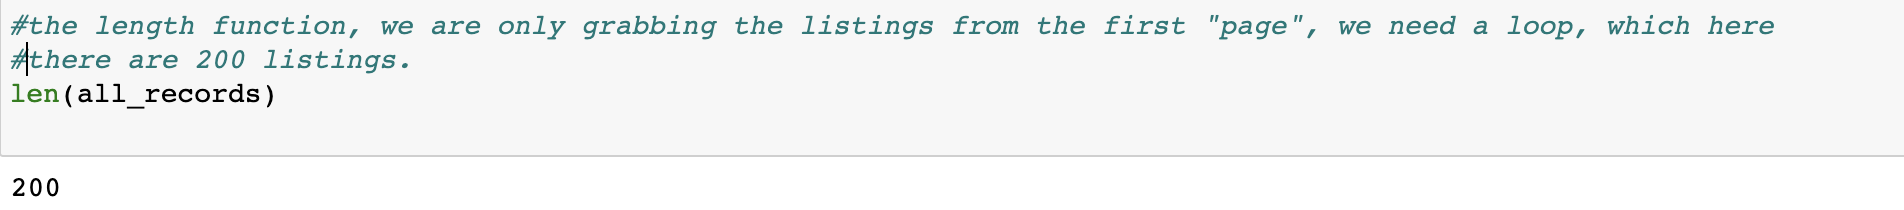 #the length function, we are only grabbing the listings from the first "page", we need a loop, which here
#there are 200 listings.
len(all_records)
200